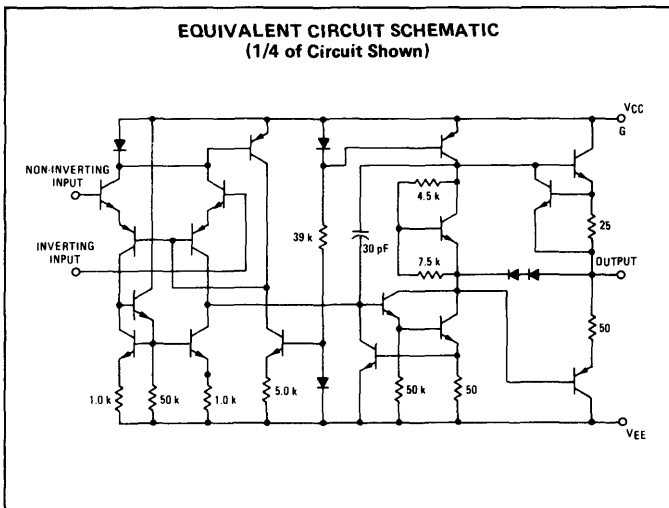 EQUIVALENT CIRCUIT SCHEMATIC
(1/4 of Circuit Shown)
VCC
G
NON-INVERTING
INPUT
4.5 k
25
39 k
30 pF
INVERTING
INPUT
7.5 k
OUTPUT
50
1.0 k
50 k
1.0 k
5.0 k
50 k
50
VEE